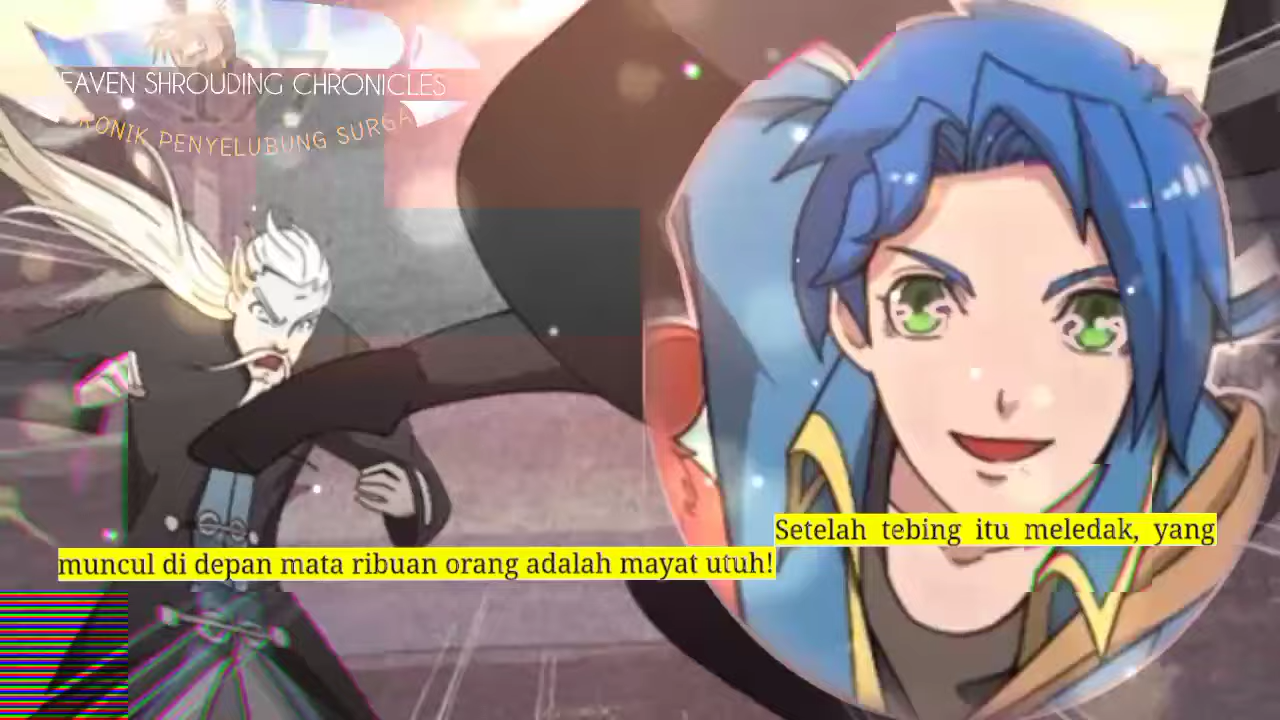 EAVEN SHROUDING CHRONICLES
RONIK PENYELUBUNG SURGA
Setelah tebing itu meledak, yang
muncul di depan mata ribuan orang adalah mayat utuh!